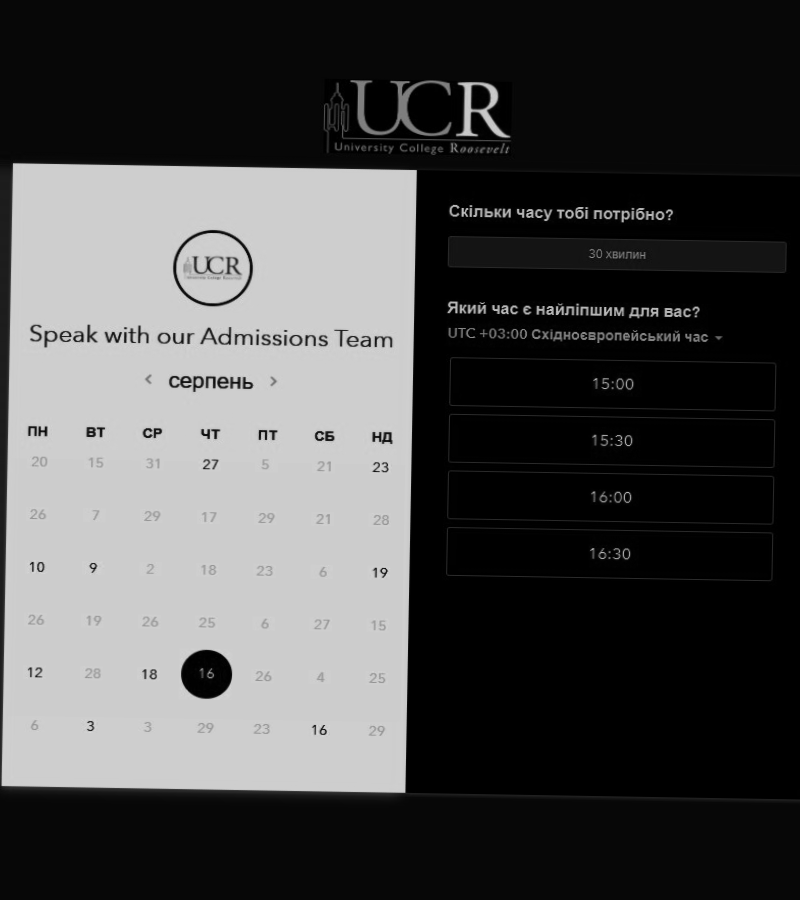 UCR
University College Roosevelt
UCR
Speak with our Admissions Team
серпень
ПН ВТ СР ЧТ ПТ СБ НД
20 15 31 27 5 21 23
26 7 29 17 29 21 28
10 9 2 18 23 6 19
26 19 26 25 6 27 15
12 28 18 16 26 4 25
6 3 3 29 23 16 29
Скільки часу тобі потрібно?
30 хвилин
Який час є найліпшим для вас?
UTC +03:00 Східноєвропейський час
15:00
15:30
16:00
16:30